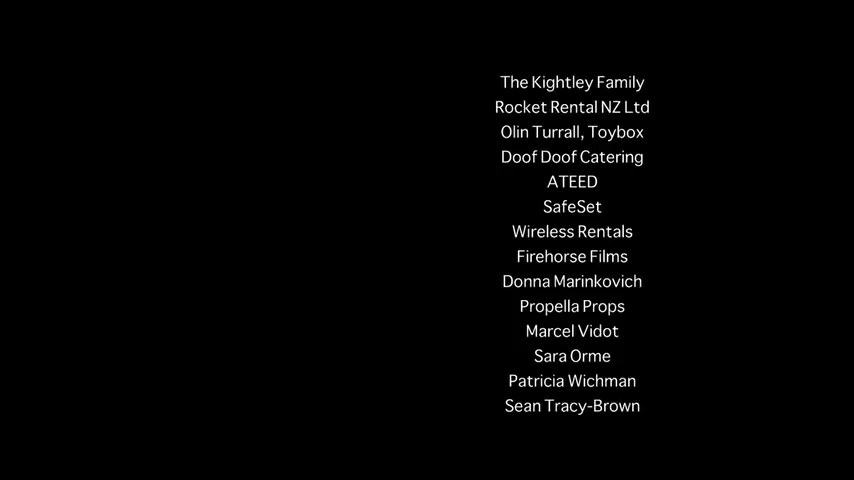 The Kightley Family
Rocket Rental NZ Ltd
Olin Turrall, Toybox
Doof Doof Catering
ATEED
SafeSet
Wireless Rentals
Firehorse Films
Donna Marinkovich
Propella Props
Marcel Vidot
Sara Orme
Patricia Wichman
Sean Tracy-Brown